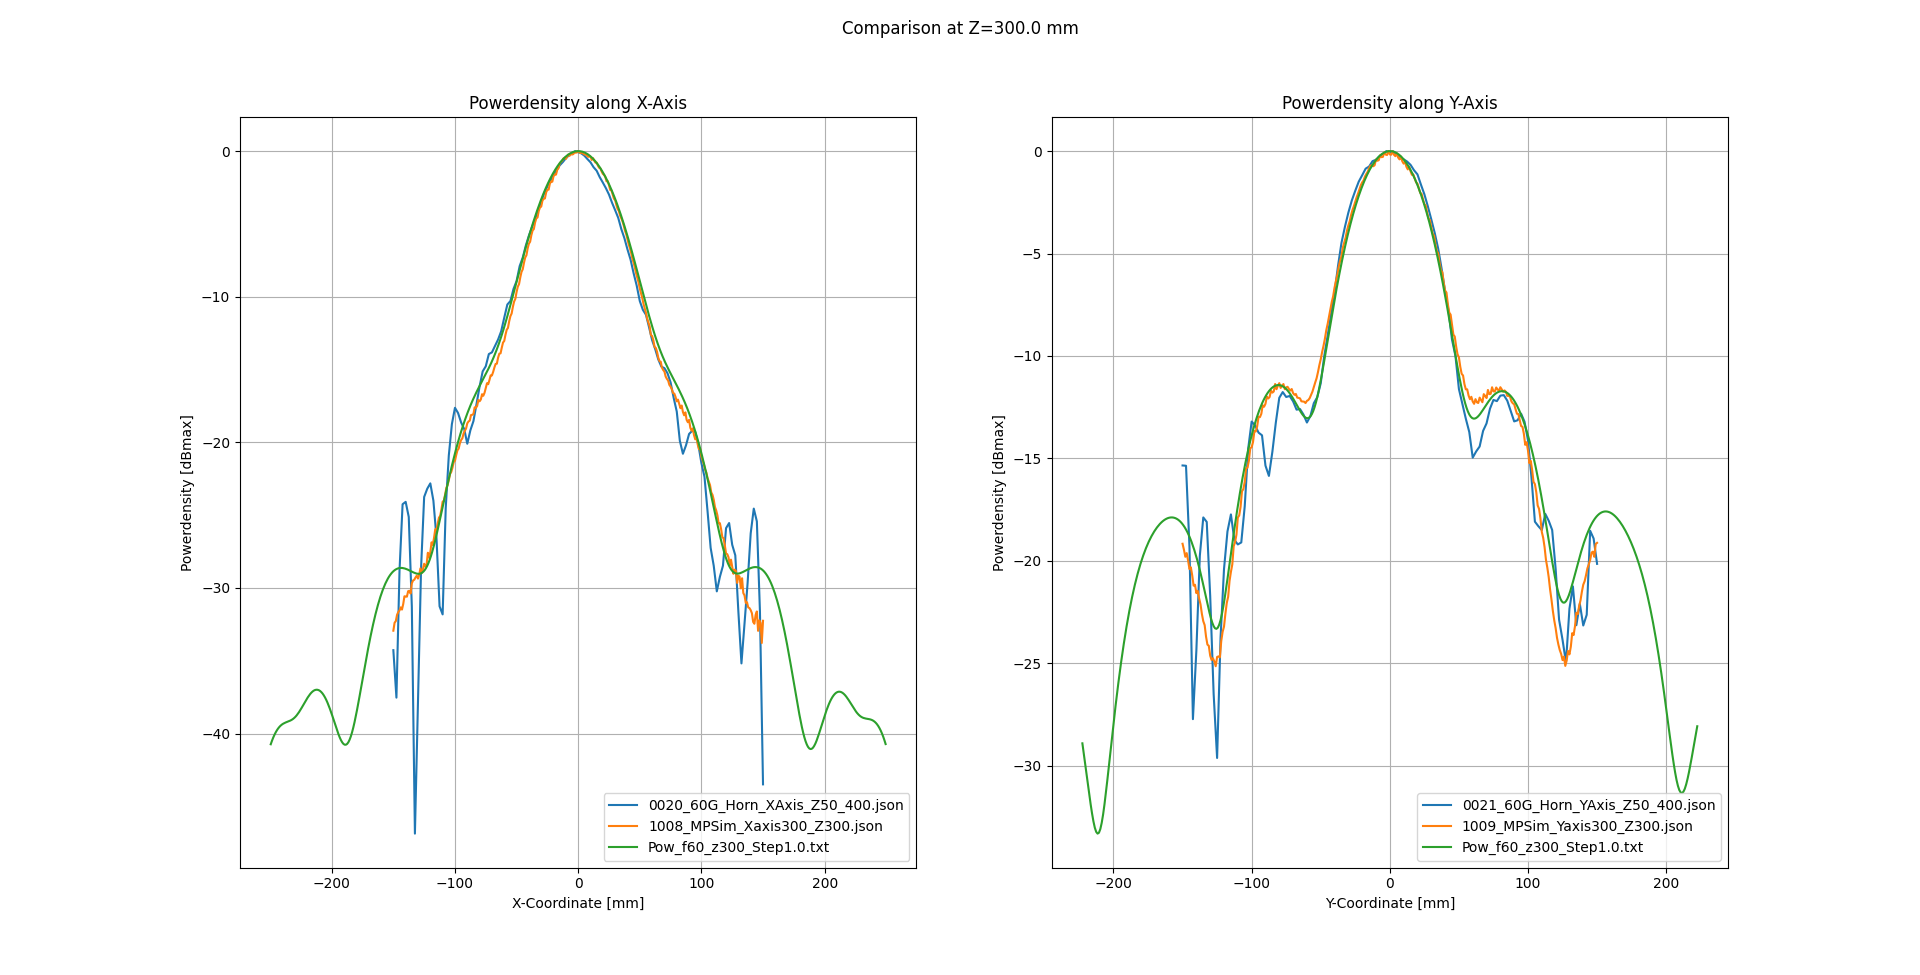 Comparison at Z=300.0 mm
Powerdensity along X-Axis
Powerdensity [dBmax]
0
−10
−20
−30
−40
−200
−100
0
100
200
X-Coordinate [mm]
0020_60G_Horn_XAxis_Z50_400.json
1008_MPSim_Xaxis300_Z300.json
Pow_f60_z300_Step1.0.txt
Powerdensity along Y-Axis
Powerdensity [dBmax]
0
−5
−10
−15
−20
−25
−30
−200
−100
0
100
200
Y-Coordinate [mm]
0021_60G_Horn_YAxis_Z50_400.json
1009_MPSim_Yaxis300_Z300.json
Pow_f60_z300_Step1.0.txt